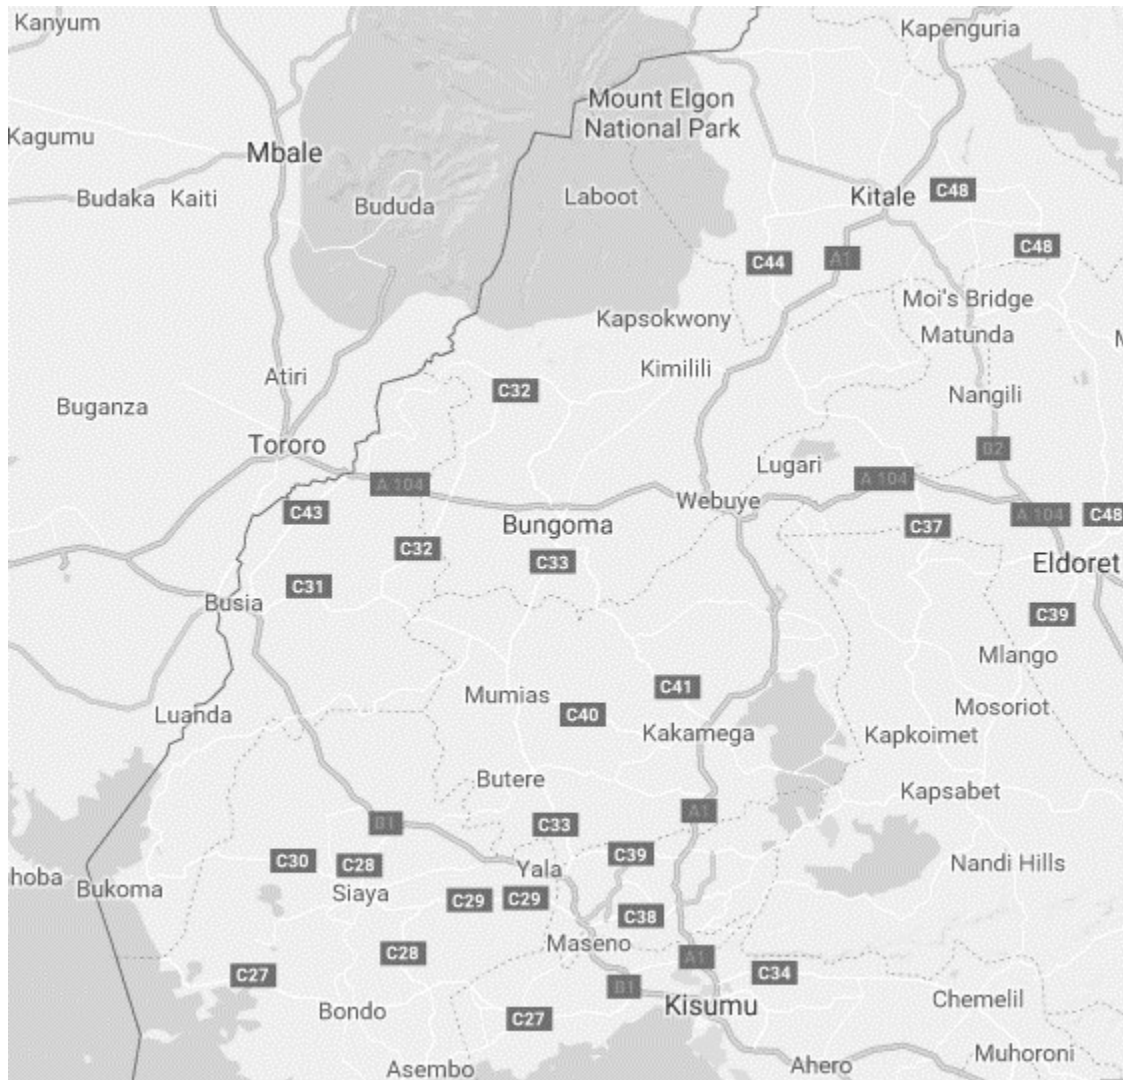 Kanyum
Kapenguria
Mount Elgon
National Park
Kagumu
Mbale
Budaka
Kaiti
Bududa
Laboot
Kitale
C48
C48
C44
A1
Moi's Bridge
Kapsokwony
Matunda
Kimilili
Atiri
C32
Nangili
Buganza
Tororo
B2
Lugari
A 104
A 104
Webuye
C43
Bungoma
C37
A 104
C48
C32
C33
Eldoret
C31
Busia
C39
Mlango
C41
Mumias
Luanda
C40
Mosoriot
Kakamega
Kapkoimet
Butere
Kapsabet
A1
B1
C33
C39
C30
C28
Yala
Nandi Hills
hoba
Bukoma
Siaya
C29
C29
C38
Maseno
C28
A1
C27
C34
B1
Chemelil
Kisumu
Bondo
C27
Muhoroni
Asembo
Ahero